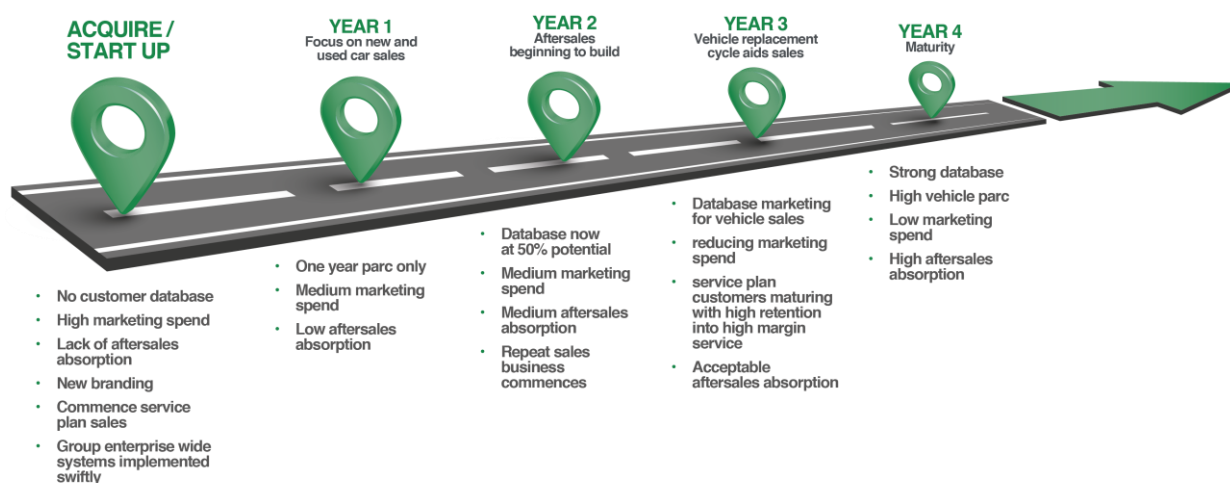 ACQUIRE /
START UP
• No customer database
• High marketing spend
• Lack of aftersales
absorption
• New branding
• Commence service
plan sales
• Group enterprise wide
systems implemented
swiftly
YEAR 1
Focus on new and
used car sales
• One year parc only
• Medium marketing
spend
• Low aftersales
absorption
YEAR 2
Aftersales
beginning to build
• Database now
at 50% potential
• Medium marketing
spend
• Medium aftersales
absorption
• Repeat sales
business
commences
YEAR 3
Vehicle replacement
cycle aids sales
• Database marketing
for vehicle sales
• reducing marketing
spend
• service plan
customers maturing
with high retention
into high margin
service
• Acceptable
aftersales absorption
YEAR 4
Maturity
• Strong database
• High vehicle parc
• Low marketing
spend
• High aftersales
absorption